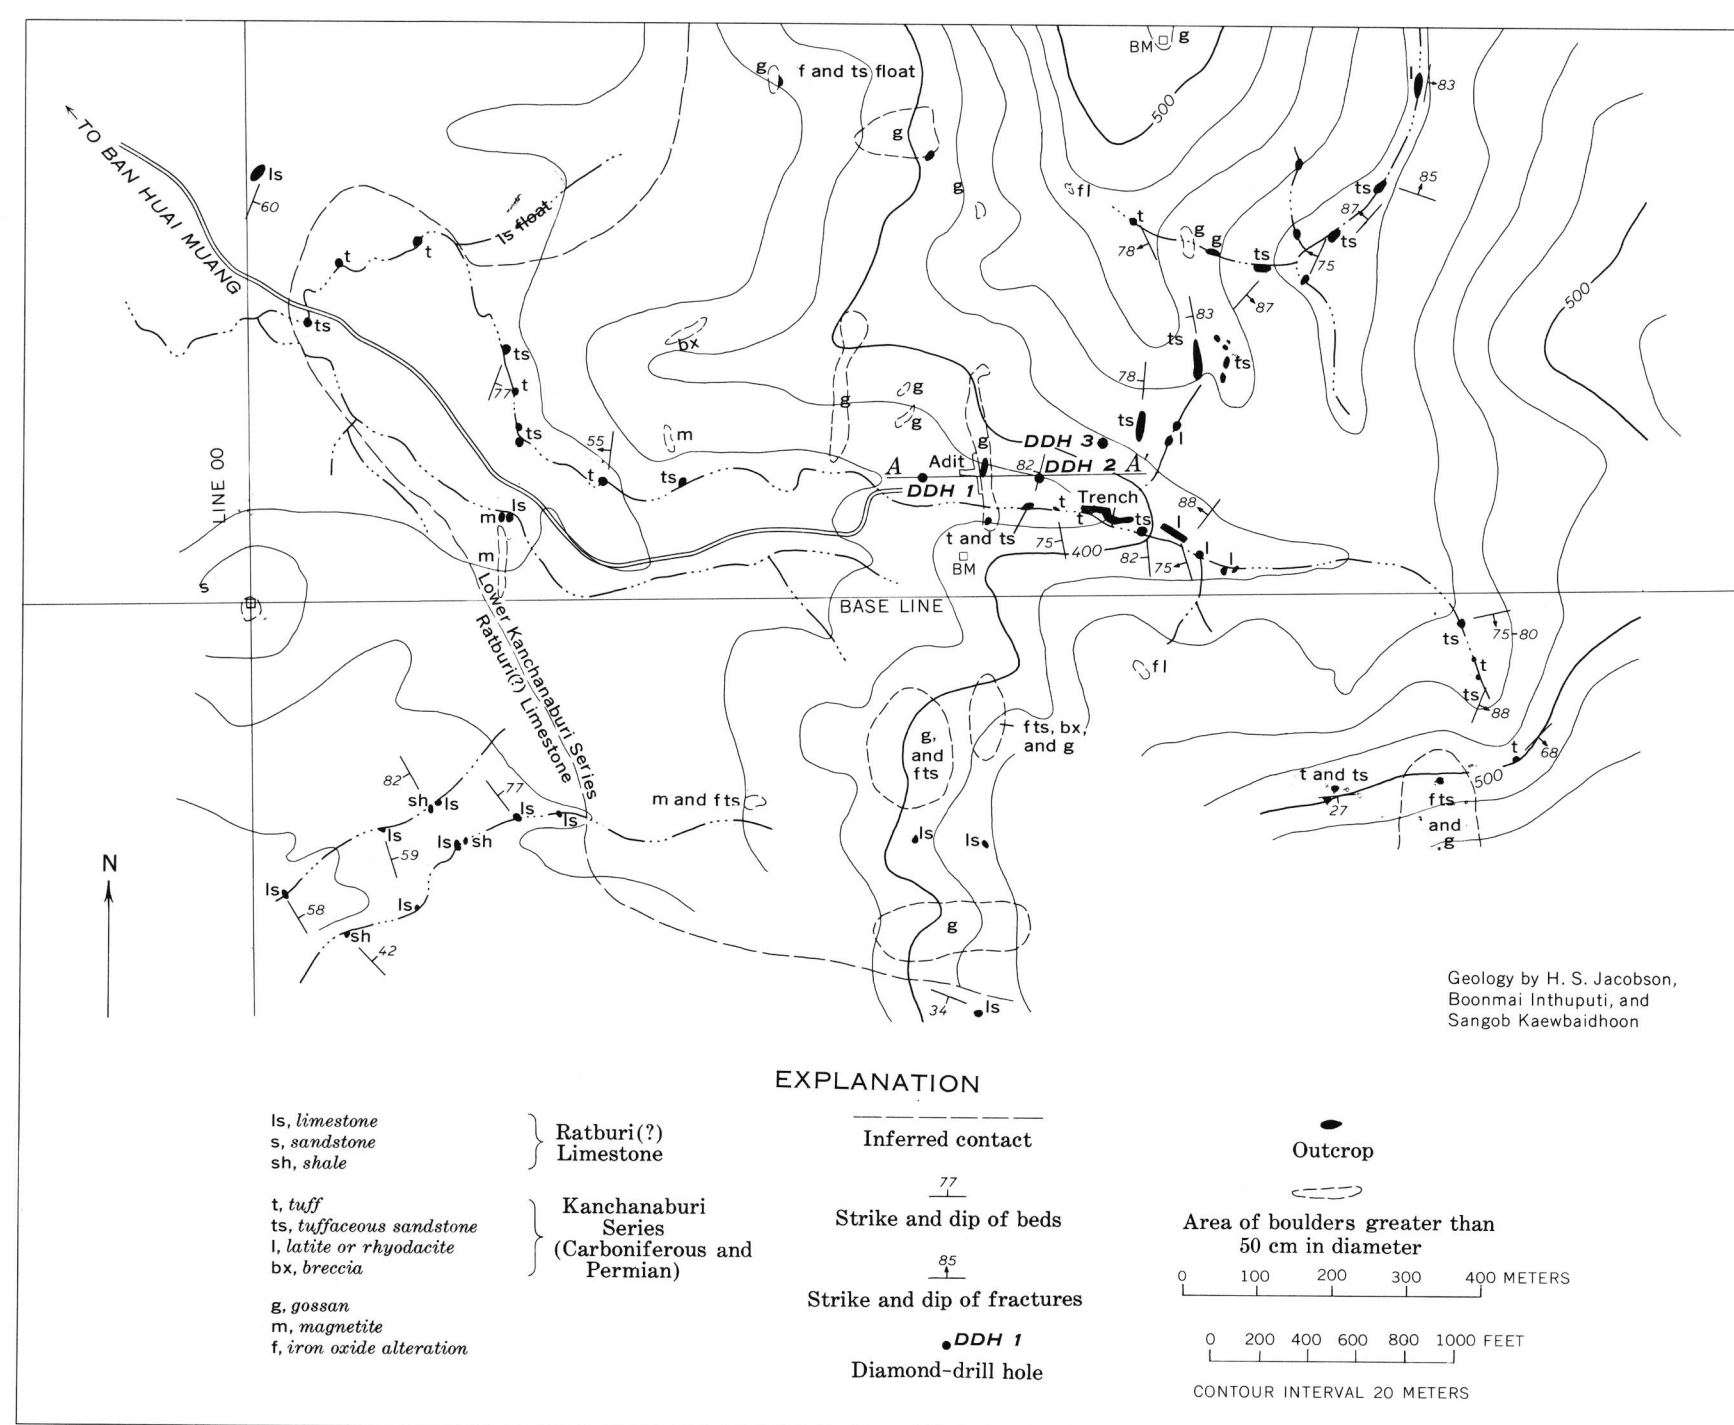 BM
g
500
l
83
g
f and ts float
g
TO BAN HUAI MUANG
ls
60
85
ts
87
g
fl
ls float
t
78
g
g
ts
ts
75
t
t
500
87
ts
83
ts
ts
bx
ts
77
t
78
g
g
g
ts
ts
55
m
l
DDH 3
g
LINE 00
A
Adit
82
DDH 2
A'
t
ts
DDH 1
Trench
88
ls
m
t
t
ts
l
t and ts
75
400
82
75
l
l
m
BM
s
BASE LINE
Lower Kanchanaburi Series
Ratburi(?) Limestone
ts
75-80
fl
t
ts
88
fts, bx,
and g
g,
and
fts
t
68
82
77
t and ts
500
sh
ls
m and fts
27
fts
ls
ls
and
g
ls
ls
sh
ls
ls
59
N
ls
58
ls
g
sh
42
34
ls
Geology by H. S. Jacobson,
Boonmai Inthuputi, and
Sangob Kaewbaidhoon
EXPLANATION
ls, limestone
s, sandstone
sh, shale
Ratburi(?)
Limestone
t, tuff
ts, tuffaceous sandstone
l, latite or rhyodacite
bx, breccia
Kanchanaburi
Series
(Carboniferous and
Permian)
g, gossan
m, magnetite
f, iron oxide alteration
Inferred contact
77
Strike and dip of beds
85
Strike and dip of fractures
DDH 1
Diamond-drill hole
Outcrop
Area of boulders greater than
50 cm in diameter
0 100 200 300 400 METERS
0 200 400 600 800 1000 FEET
CONTOUR INTERVAL 20 METERS